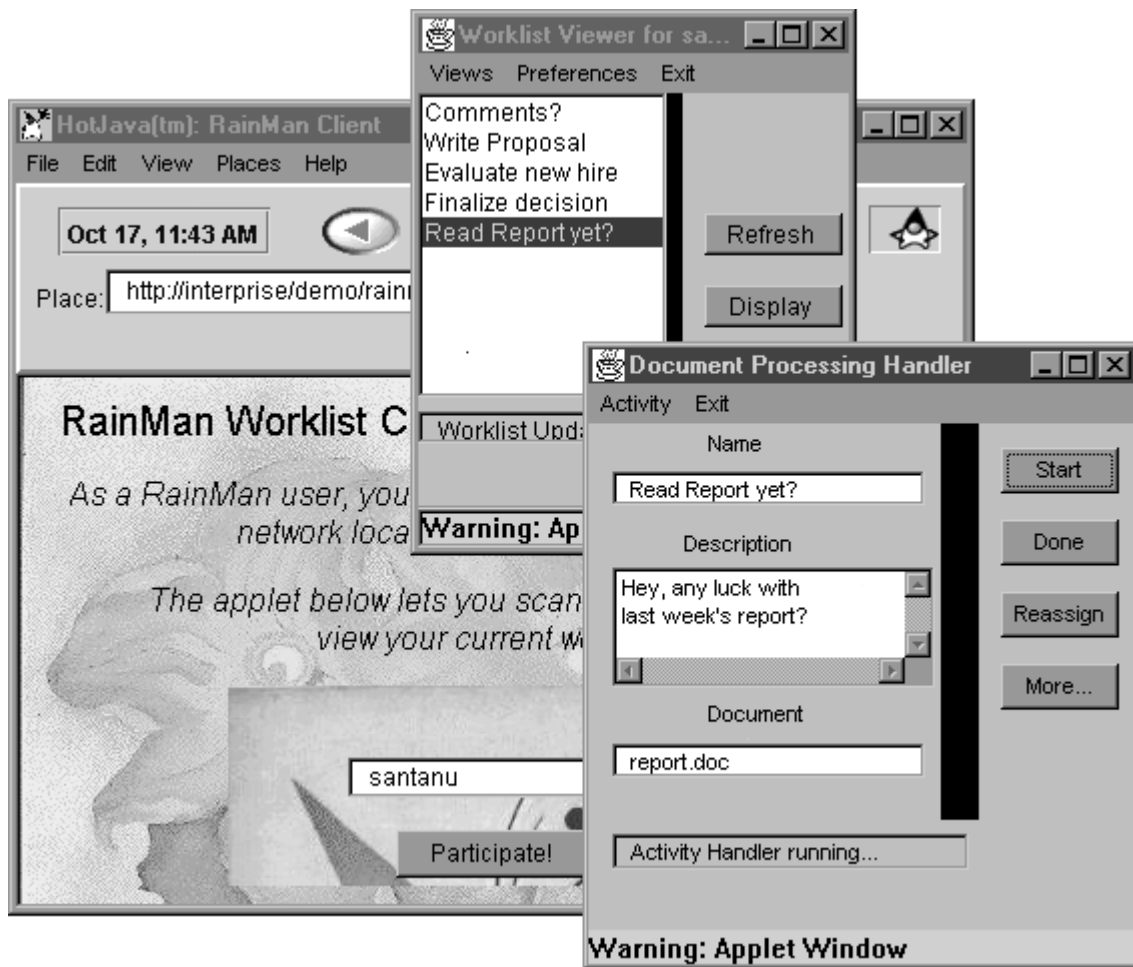 Worklist Viewer for sa...
Views Preferences Exit
Comments?
Write Proposal
Evaluate new hire
Finalize decision
Read Report yet?
Refresh
Display
Worklist
Warning:
HotJava(tm): RainMan Client
File Edit View Places Help
Oct 17, 11:43 AM
Place: http://interprise/demo/rain
RainMan Worklist C
As a RainMan user, you
network loca
The applet below lets you scan
view your current w
santanu
Participate!
Document Processing Handler
Activity Exit
Name
Read Report yet?
Description
Hey, any luck with
last week's report?
Document
report.doc
Activity Handler running...
Start
Done
Reassign
More...
Warning: Applet Window